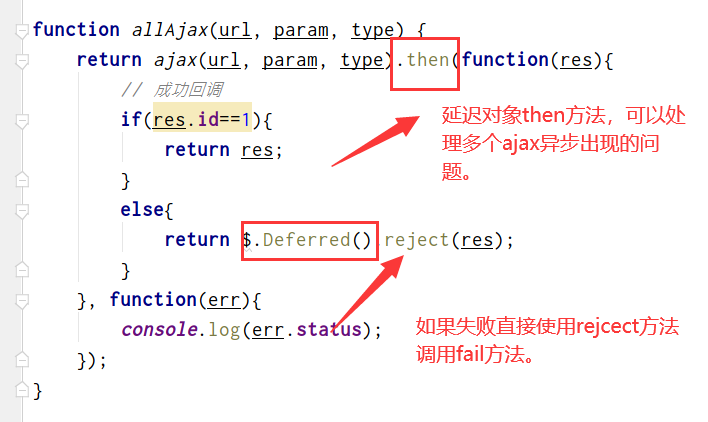 function allAjax(url, param, type) {
return ajax(url, param, type).then(function(res){
// 成功回调
if(res.id==1){
return res;
}
else{
return $.Deferred().reject(res);
}
}, function(err){
console.log(err.status);
});
}
延迟对象then方法，可以处
理多个ajax异步出现的问
题。
如果失败直接使用rejcect方法
调用fail方法。